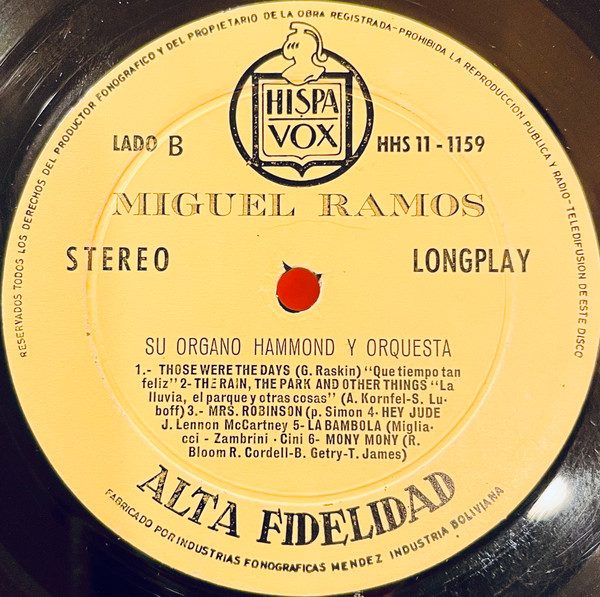 RESERVADOS TODOS LOS DERECHOS DEL PRODUCTOR FONOGRAFICO Y DEL PROPIETARIO DE LA OBRA REGISTRADA-PROHIBIDA LA REPRODUCCION PUBLICA Y RADIO-TELEDIFUSION DE ESTE DISCO
HISPA
VOX
LADO B
HHS 11-1159
MIGUEL RAMOS
STEREO
LONGPLAY
SU ORGANO HAMMOND Y ORQUESTA
1.- THOSE WERE THE DAYS (G. Raskin) “Que tiempo tan
feliz” 2- THE RAIN, THE PARK AND OTHER THINGS “La
lluvia, el parque y otras cosas” (A. Kornfel-S. Lu-
boff) 3.- MRS. ROBINSON (p. Simon 4- HEY JUDE
J. Lennon McCartney 5- LA BAMBOLA (Miglia-
cci - Zambrini - Cini 6- MONY MONY (R.
Bloom R. Cordell-B. Getry-T. James)
ALTA FIDELIDAD
FABRICADO POR INDUSTRIAS FONOGRAFICAS MENDEZ INDUSTRIA BOLIVIANA